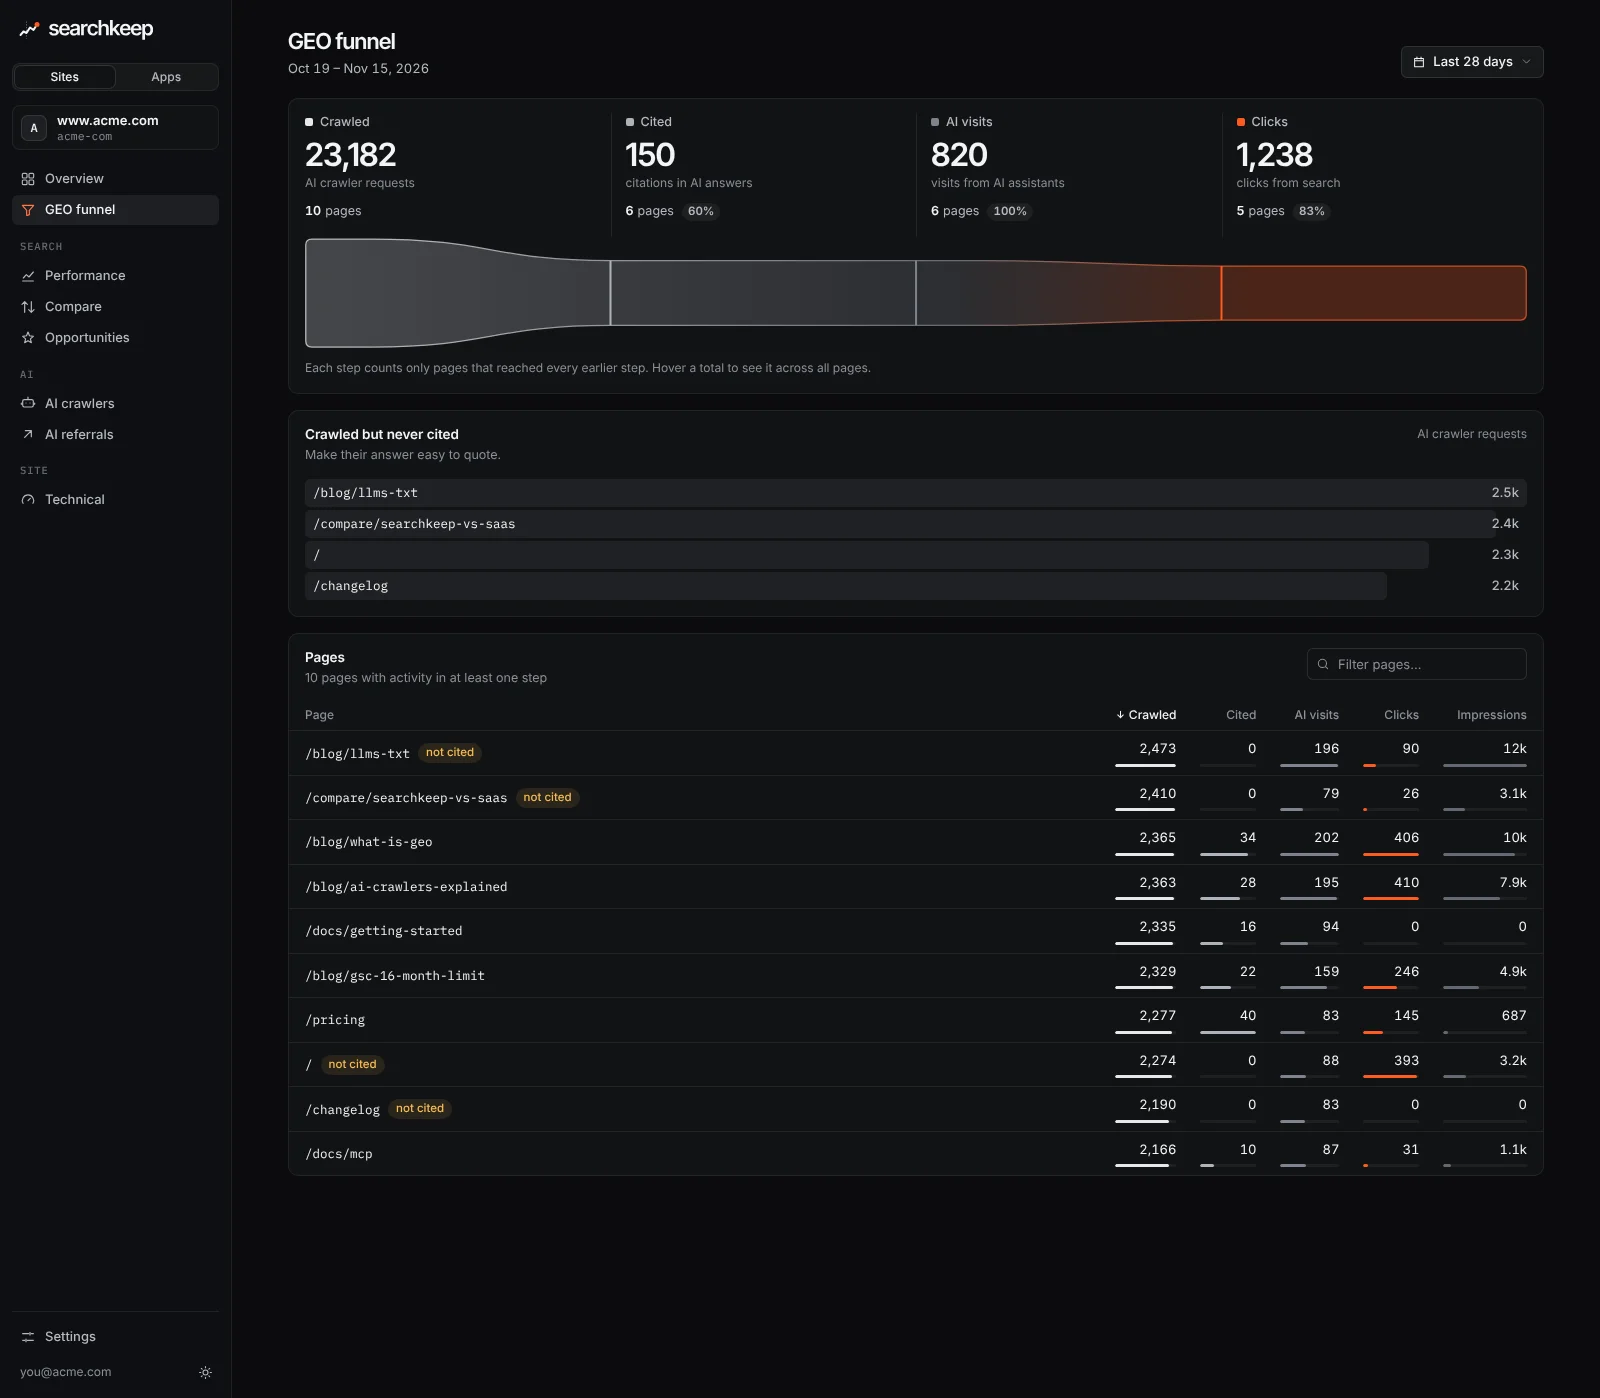 searchkeep
Sites
Apps
A
www.acme.com
acme-com
Overview
GEO funnel
SEARCH
Performance
Compare
Opportunities
AI
AI crawlers
AI referrals
SITE
Technical
Settings
you@acme.com
GEO funnel
Oct 19 – Nov 15, 2026
Last 28 days
Crawled
23,182
AI crawler requests
10 pages
Cited
150
citations in AI answers
6 pages 60%
AI visits
820
visits from AI assistants
6 pages 100%
Clicks
1,238
clicks from search
5 pages 83%
Each step counts only pages that reached every earlier step. Hover a total to see it across all pages.
Crawled but never cited
AI crawler requests
Make their answer easy to quote.
/blog/llms-txt 2.5k
/compare/searchkeep-vs-saas 2.4k
/ 2.3k
/changelog 2.2k
Pages
10 pages with activity in at least one step
Filter pages...
Page ↓ Crawled Cited AI visits Clicks Impressions
/blog/llms-txt not cited 2,473 0 196 90 12k
/compare/searchkeep-vs-saas not cited 2,410 0 79 26 3.1k
/blog/what-is-geo 2,365 34 202 406 10k
/blog/ai-crawlers-explained 2,363 28 195 410 7.9k
/docs/getting-started 2,335 16 94 0 0
/blog/gsc-16-month-limit 2,329 22 159 246 4.9k
/pricing 2,277 40 83 145 687
/ not cited 2,274 0 88 393 3.2k
/changelog not cited 2,190 0 83 0 0
/docs/mcp 2,166 10 87 31 1.1k